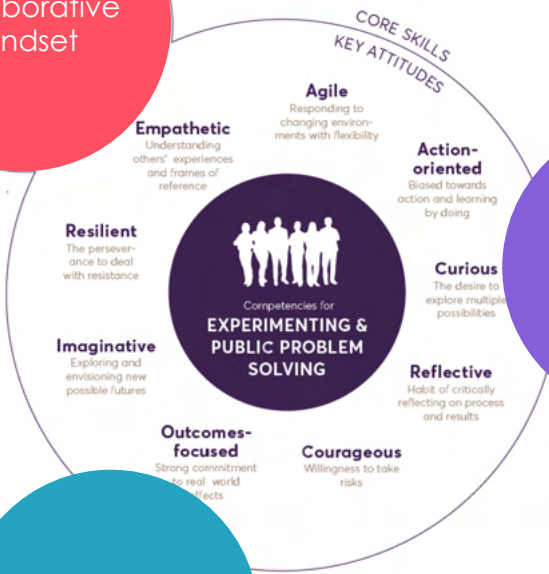 borative
ndset
CORE SKILLS
KEY ATTITUDES
Agile
Responding to
changing environ-
ments with flexibility
Empathetic
Understanding
others' experiences
and frames of
reference
Action-
oriented
Biased towards
action and learning
by doing
Resilient
The persever-
ance to deal
with resistance
Curious
The desire to
explore multiple
possibilities
Competencies for
EXPERIMENTING &
PUBLIC PROBLEM
SOLVING
Imaginative
Exploring and
envisioning new
possible futures
Reflective
Habit of critically
reflecting on process
and results
Outcomes-
focused
Strong commitment
to real world
effects
Courageous
Willingness to take
risks